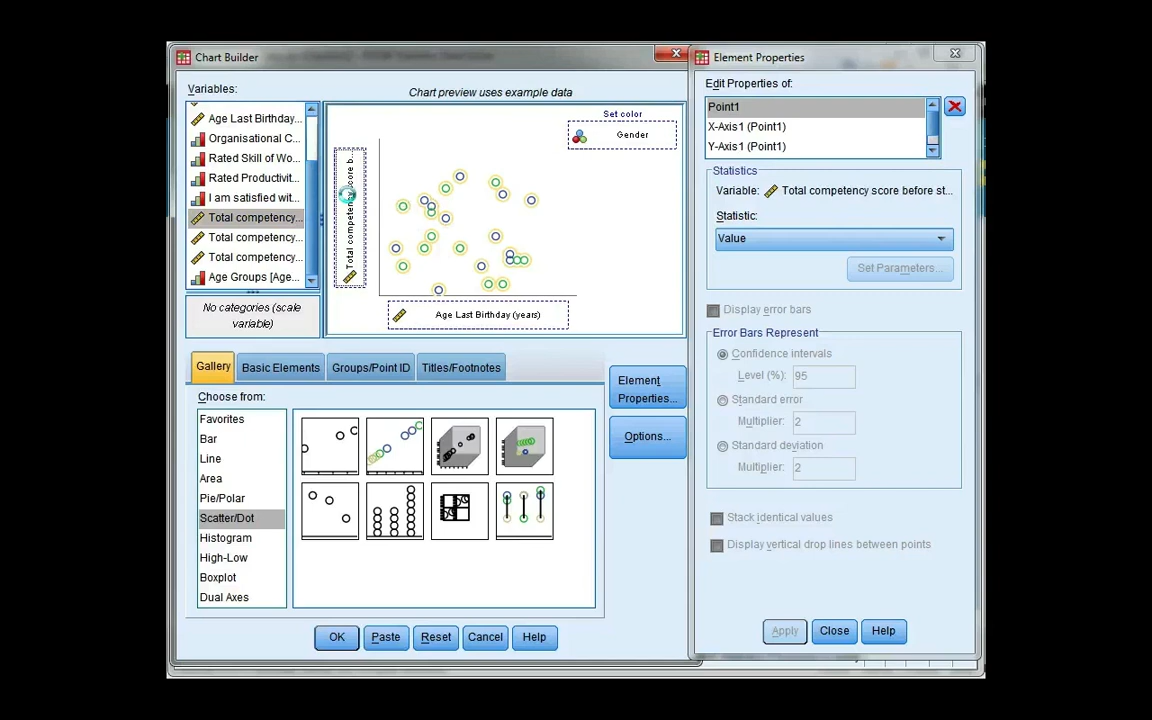 Chart Builder
Variables:
Chart preview uses example data
Age Last Birthday...
Organisational C...
Rated Skill of Wo...
Rated Productivit...
I am satisfied wit...
Total competency...
Total competency...
Total competency...
Age Groups [Age...
No categories (scale
variable)
Set color
Gender
Total competency score b...
Age Last Birthday (years)
Gallery
Basic Elements
Groups/Point ID
Titles/Footnotes
Choose from:
Favorites
Bar
Line
Area
Pie/Polar
Scatter/Dot
Histogram
High-Low
Boxplot
Dual Axes
Element
Properties...
Options...
OK
Paste
Reset
Cancel
Help
Element Properties
Edit Properties of:
Point1
X-Axis1 (Point1)
Y-Axis1 (Point1)
Statistics
Variable: Total competency score before st...
Statistic:
Value
Set Parameters...
Display error bars
Error Bars Represent
Confidence intervals
Level (%): 95
Standard error
Multiplier: 2
Standard deviation
Multiplier: 2
Stack identical values
Display vertical drop lines between points
Apply
Close
Help